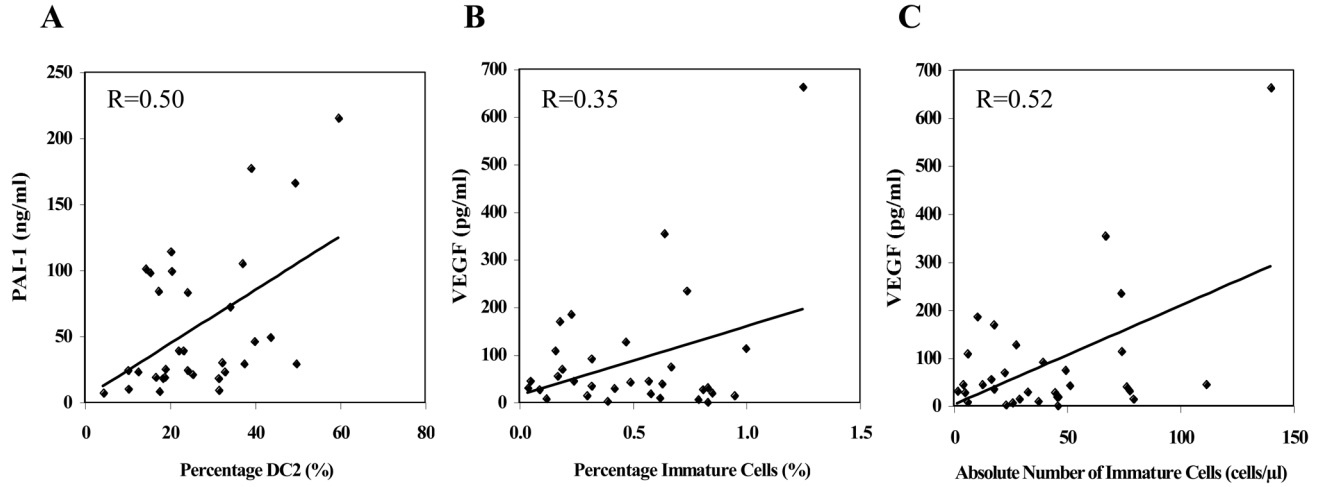 A
R=0.50
PAI-1 (ng/ml)
250
200
150
100
50
0
0 20 40 60 80
Percentage DC2 (%)
B
R=0.35
VEGF (pg/ml)
700
600
500
400
300
200
100
0
0.0 0.5 1.0 1.5
Percentage Immature Cells (%)
C
R=0.52
VEGF (pg/ml)
700
600
500
400
300
200
100
0
0 50 100 150
Absolute Number of Immature Cells (cells/µl)